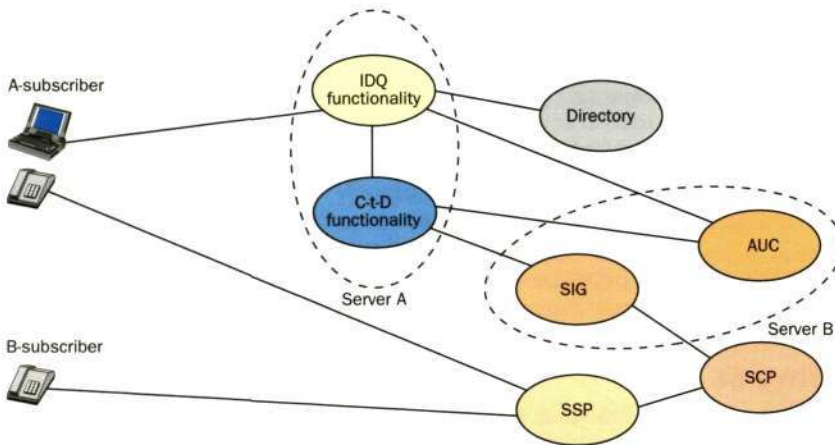 IDQ
functionality
A-subscriber
Directory
C-t-D
functionality
AUC
Server A
SIG
Server B
B-subscriber
SCP
SSP